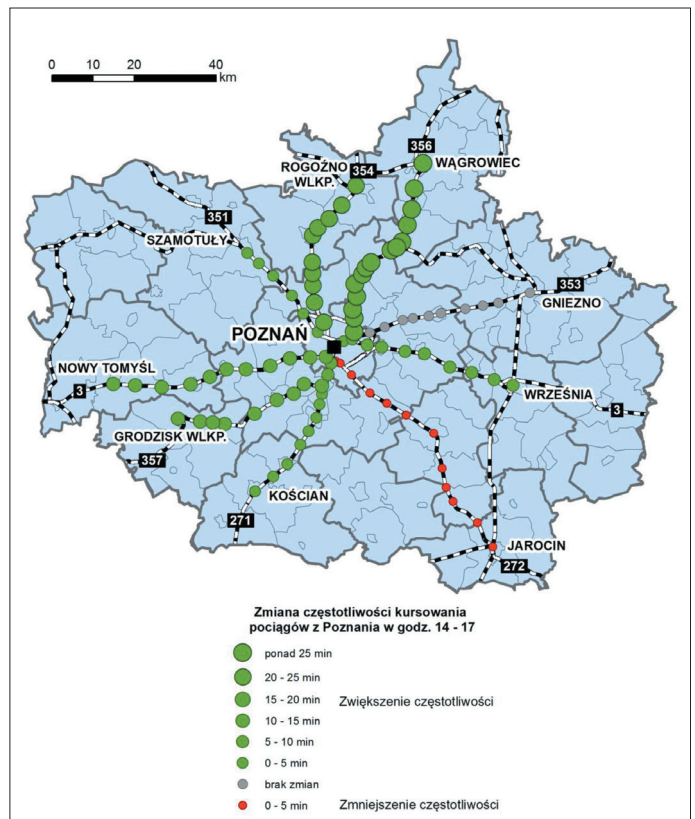 0 10 20 40
km
356
ROGOŹNO
WLKP.
354
WĄGROWIEC
351
SZAMOTUŁY
353
GNIEZNO
POZNAŃ
NOWY TOMYŚL
3
WRZEŚNIA
3
GRODZISK WLKP.
357
KOŚCIAN
271
JAROCIN
272
Zmiana częstotliwości kursowania
pociągów z Poznania w godz. 14 - 17
ponad 25 min
20 - 25 min
15 - 20 min
Zwiększenie częstotliwości
10 - 15 min
5 - 10 min
0 - 5 min
brak zmian
0 - 5 min
Zmniejszenie częstotliwości